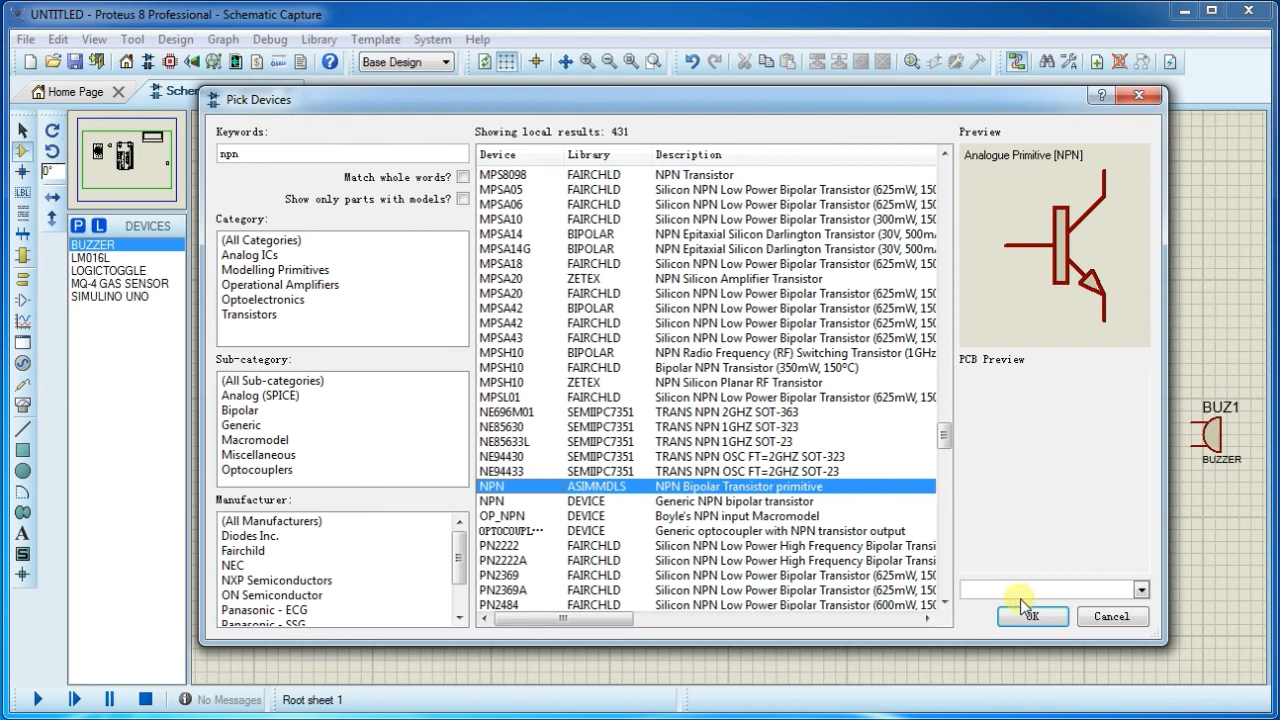 UNTITLED - Proteus 8 Professional - Schematic Capture
File Edit View Tool Design Graph Debug Library Template System Help
Base Design
Home Page
Pick Devices
Keywords:
npn
Match whole words?
Show only parts with models?
Category:
(All Categories)
Analog ICs
Modelling Primitives
Operational Amplifiers
Optoelectronics
Transistors
Sub-category:
(All Sub-categories)
Analog (SPICE)
Bipolar
Generic
Macromodel
Miscellaneous
Optocouplers
Manufacturer:
(All Manufacturers)
Diodes Inc.
Fairchild
NEC
NXP Semiconductors
ON Semiconductor
Panasonic - ECG
Panasonic - SSG
Showing local results: 431
Device Library Description
MPS8098 FAIRCHLD NPN Transistor
MPSA05 FAIRCHLD Silicon NPN Low Power Bipolar Transistor (625mW, 150
MPSA06 FAIRCHLD Silicon NPN Low Power Bipolar Transistor (625mW, 150
MPSA10 FAIRCHLD Silicon NPN Low Power Bipolar Transistor (300mW, 150
MPSA14 BIPOLAR NPN Epitaxial Silicon Darlington Transistor (30V, 500m
MPSA14G BIPOLAR NPN Epitaxial Silicon Darlington Transistor (30V, 500m
MPSA18 FAIRCHLD Silicon NPN Low Power Bipolar Transistor (625mW, 150
MPSA20 ZETEX NPN Silicon Amplifier Transistor
MPSA20 FAIRCHLD Silicon NPN Low Power Bipolar Transistor (625mW, 150
MPSA42 BIPOLAR Silicon NPN Low Power Bipolar Transistor (625mW, 150
MPSA42 FAIRCHLD Silicon NPN Low Power Bipolar Transistor (625mW, 150
MPSA43 FAIRCHLD Silicon NPN Low Power Bipolar Transistor (625mW, 150
MPSH10 BIPOLAR NPN Radio Frequency (RF) Switching Transistor (1GHz
MPSH10 FAIRCHLD Bipolar NPN Transistor (350mW, 150ºC)
MPSH10 ZETEX NPN Silicon Planar RF Transistor
MPSL01 FAIRCHLD Silicon NPN Low Power Bipolar Transistor (625mW, 150
NE696M01 SEMIIPC7351 TRANS NPN 2GHZ SOT-363
NE85630 SEMIIPC7351 TRANS NPN 1GHZ SOT-323
NE85633L SEMIIPC7351 TRANS NPN 1GHZ SOT-23
NE94430 SEMIIPC7351 TRANS NPN OSC FT=2GHZ SOT-323
NE94433 SEMIIPC7351 TRANS NPN OSC FT=2GHZ SOT-23
NPN ASIMMDLS NPN Bipolar Transistor primitive
NPN DEVICE Generic NPN bipolar transistor
OP_NPN DEVICE Boyle's NPN input Macromodel
OPTOCOUPL··· DEVICE Generic optocoupler with NPN transistor output
PN2222 FAIRCHLD Silicon NPN Low Power High Frequency Bipolar Transi
PN2222A FAIRCHLD Silicon NPN Low Power High Frequency Bipolar Transi
PN2369 FAIRCHLD Silicon NPN Low Power Bipolar Transistor (625mW, 150
PN2369A FAIRCHLD Silicon NPN Low Power Bipolar Transistor (625mW, 150
PN2484 FAIRCHLD Silicon NPN Low Power Bipolar Transistor (600mW, 150
Preview
Analogue Primitive [NPN]
PCB Preview
OK Cancel
0°
LBL
P L DEVICES
BUZZER
LM016L
LOGICTOGGLE
MQ-4 GAS SENSOR
SIMULINO UNO
BUZ1
BUZZER
No Messages
Root sheet 1